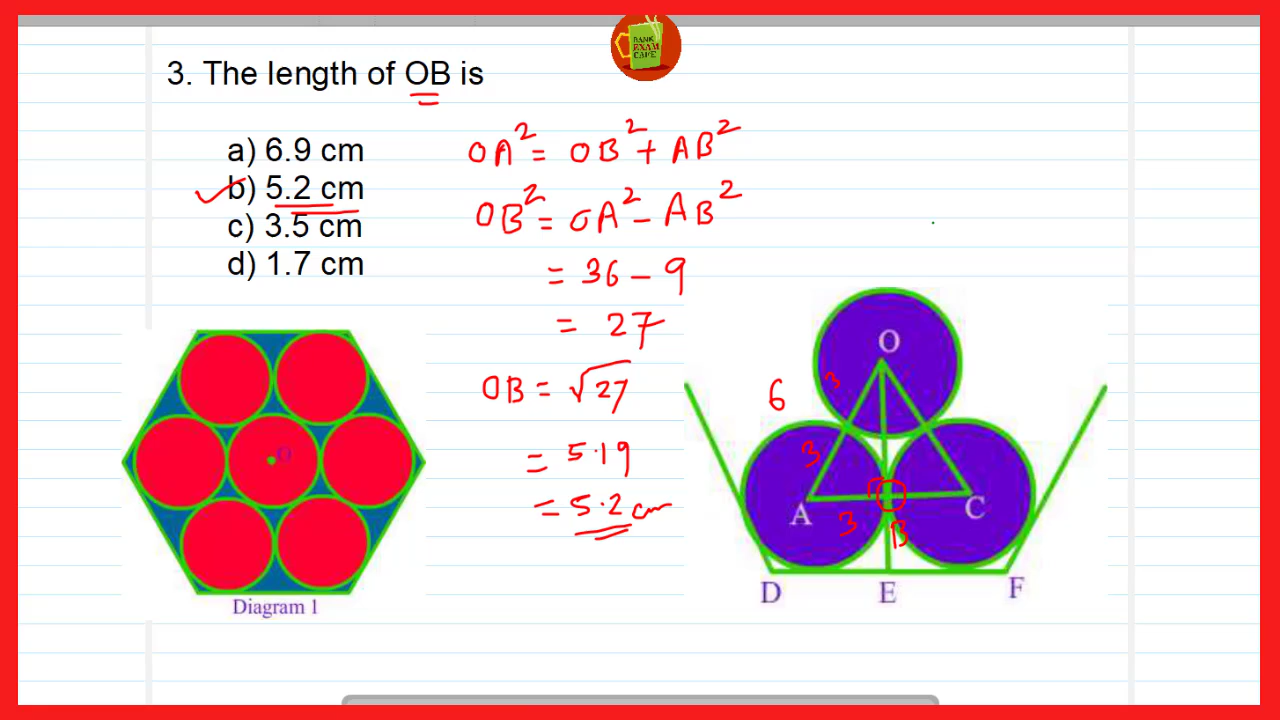 BANK
EXAM
CAFE
3. The length of OB is
a) 6.9 cm
b) 5.2 cm
c) 3.5 cm
d) 1.7 cm
OA² = OB² + AB²
OB² = OA² - AB²
= 36 - 9
= 27
OB = √27
= 5.19
= 5.2 cm
O
Diagram 1
O
3
6
3
A
C
3
B
D
E
F